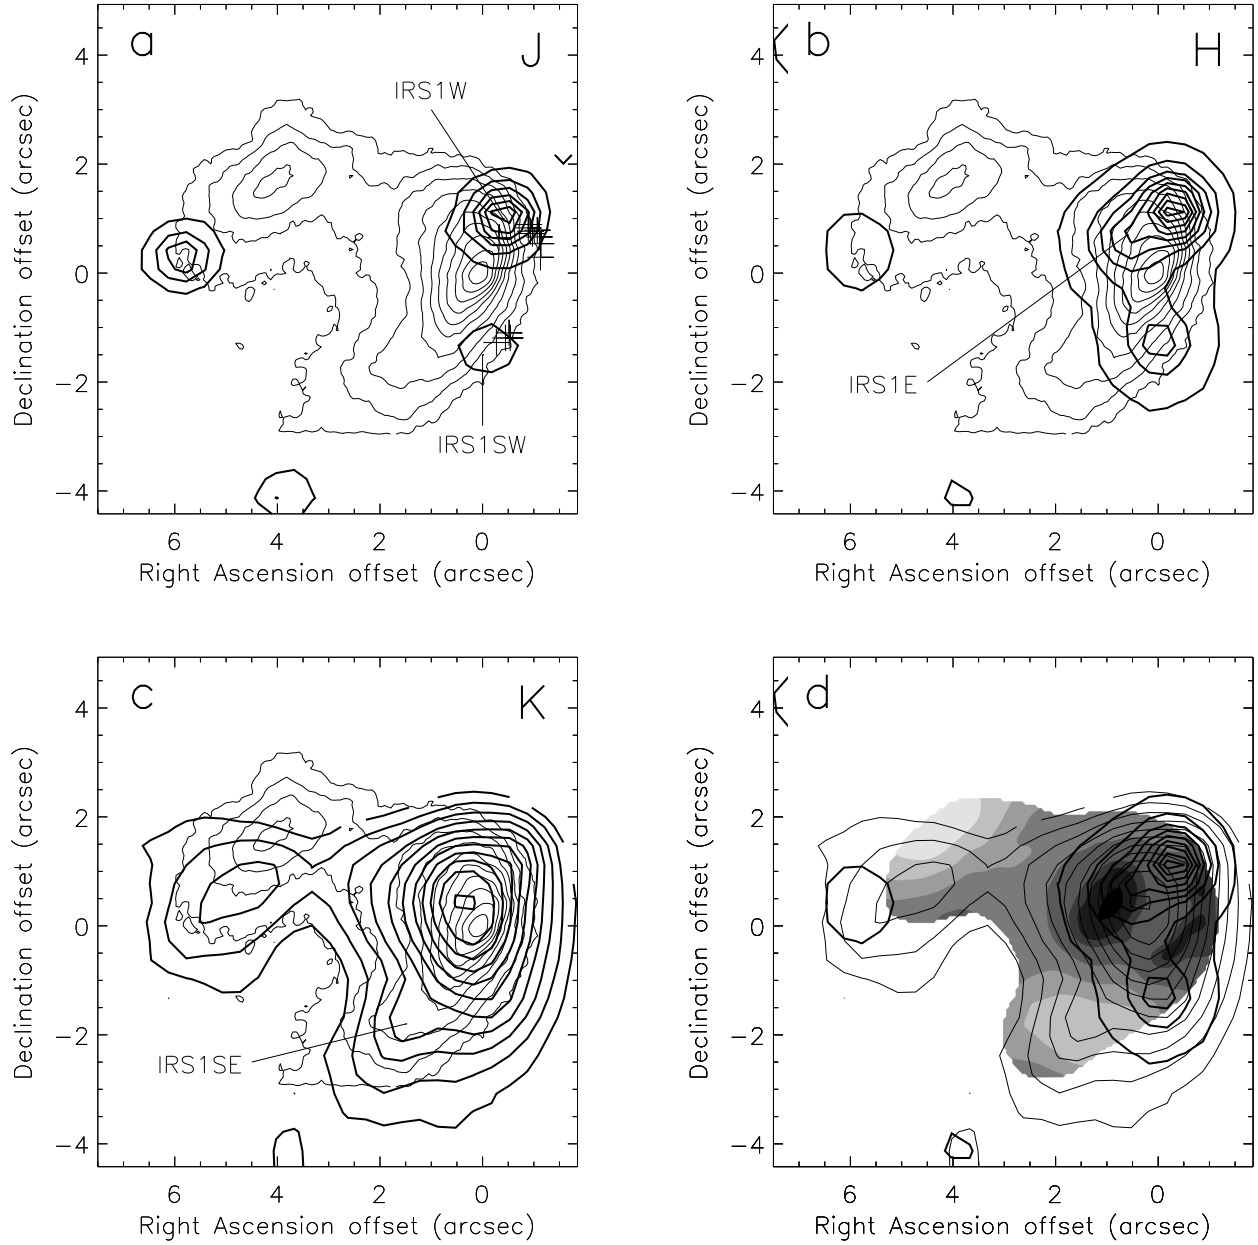 a J
IRS1W
IRS1SW
4
2
0
−2
−4
6 4 2 0
Declination offset (arcsec)
Right Ascension offset (arcsec)
b H
IRS1E
4
2
0
−2
−4
6 4 2 0
Declination offset (arcsec)
Right Ascension offset (arcsec)
c K
IRS1SE
4
2
0
−2
−4
6 4 2 0
Declination offset (arcsec)
Right Ascension offset (arcsec)
d
4
2
0
−2
−4
6 4 2 0
Declination offset (arcsec)
Right Ascension offset (arcsec)